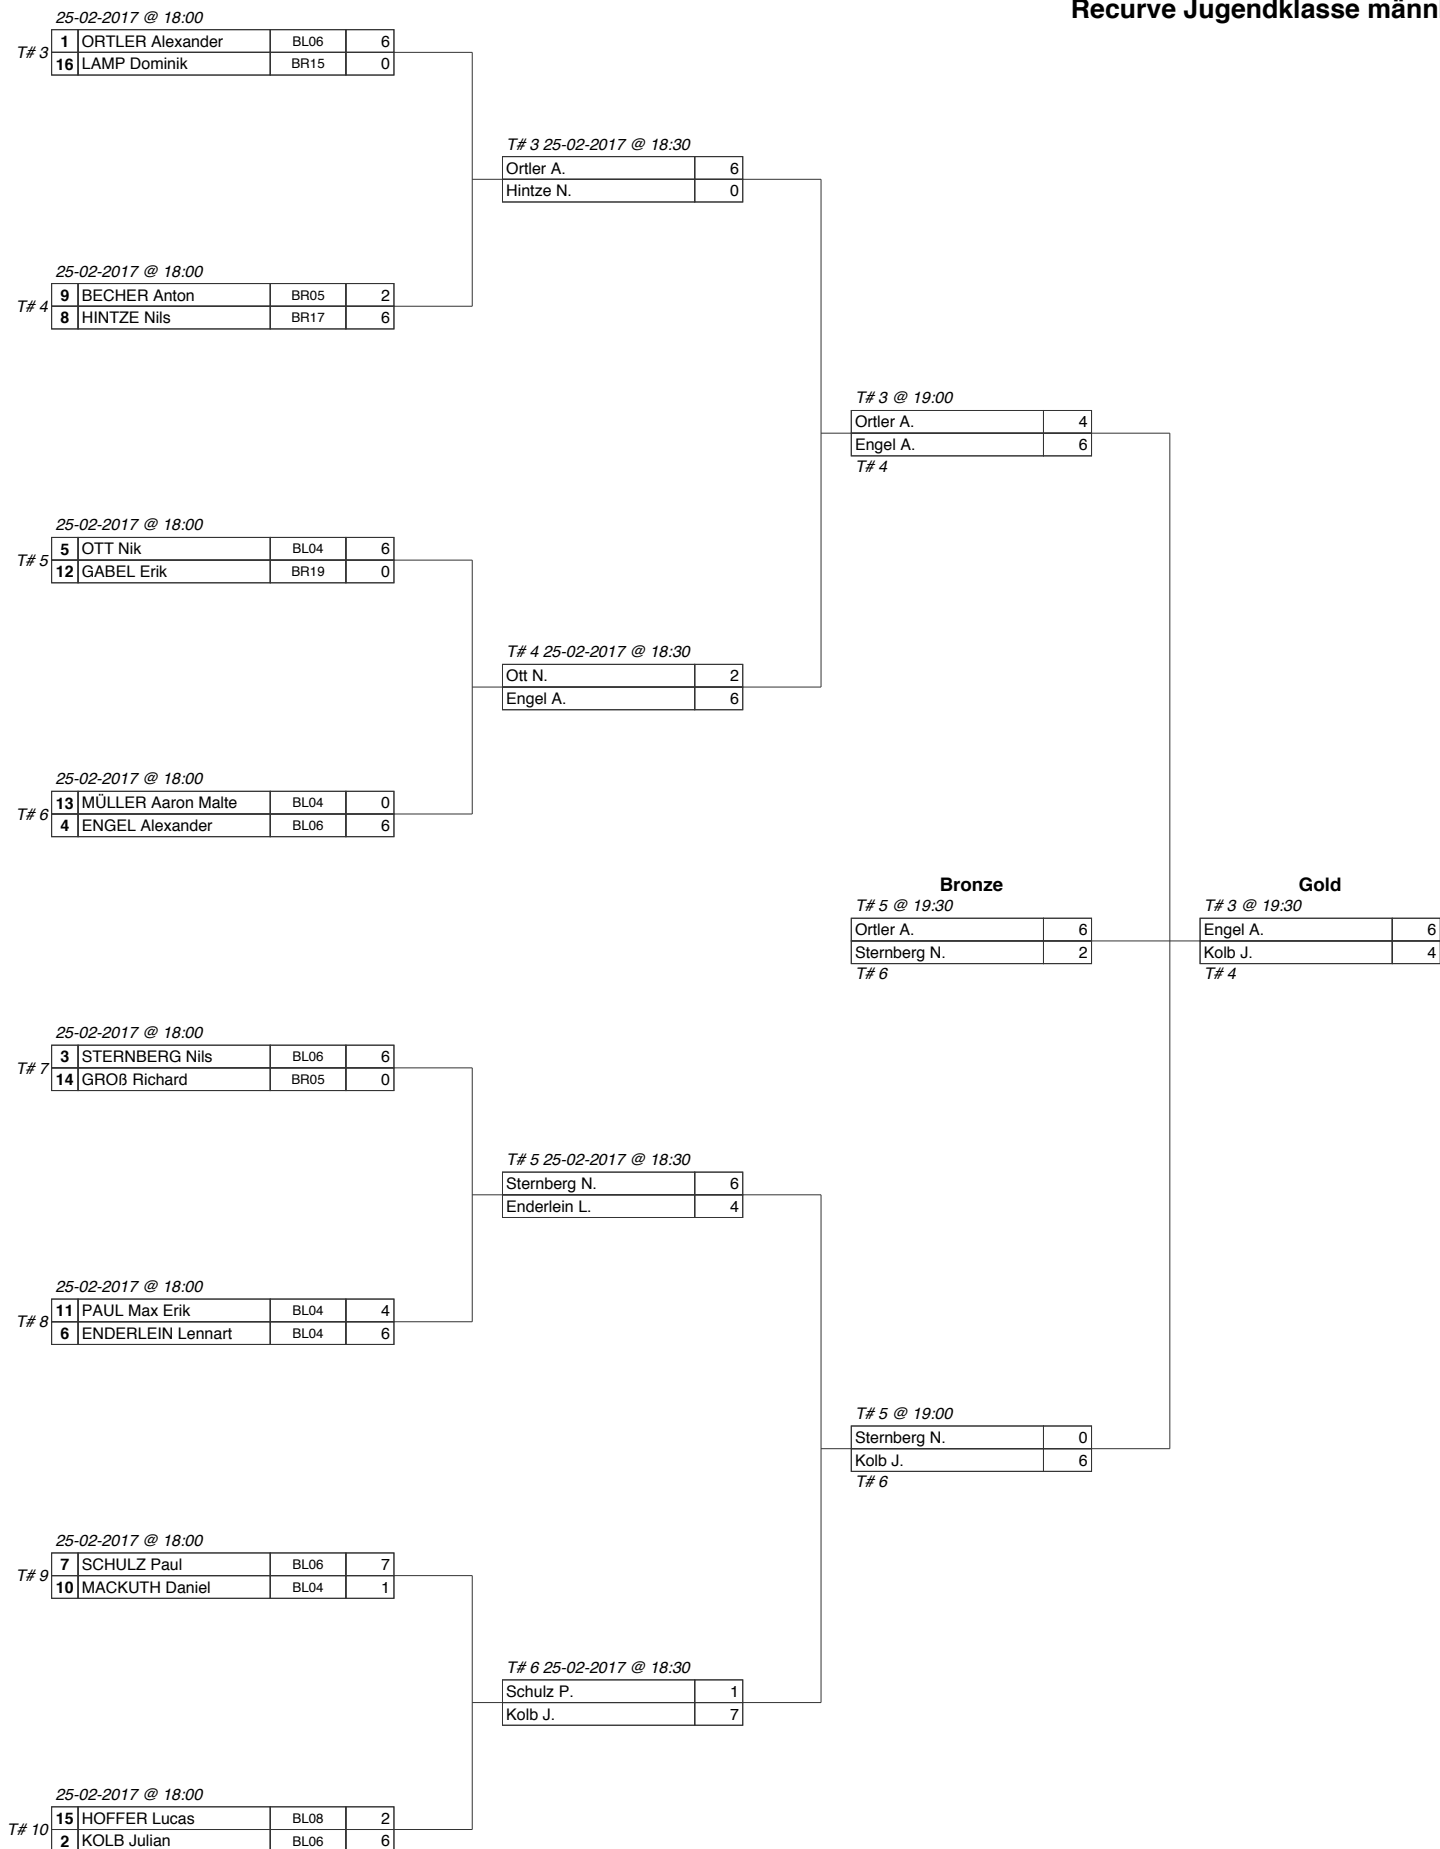 Recurve Jugendklasse männ
25-02-2017 @ 18:00
T# 3 1 ORTLER Alexander BL06 6
16 LAMP Dominik BR15 0
T# 3 25-02-2017 @ 18:30
Ortler A. 6
Hintze N. 0
25-02-2017 @ 18:00
T# 4 9 BECHER Anton BR05 2
8 HINTZE Nils BR17 6
T# 3 @ 19:00
Ortler A. 4
Engel A. 6
T# 4
25-02-2017 @ 18:00
T# 5 5 OTT Nik BL04 6
12 GABEL Erik BR19 0
T# 4 25-02-2017 @ 18:30
Ott N. 2
Engel A. 6
25-02-2017 @ 18:00
T# 6 13 MÜLLER Aaron Malte BL04 0
4 ENGEL Alexander BL06 6
Bronze
T# 5 @ 19:30
Ortler A. 6
Sternberg N. 2
T# 6
Gold
T# 3 @ 19:30
Engel A. 6
Kolb J. 4
T# 4
25-02-2017 @ 18:00
T# 7 3 STERNBERG Nils BL06 6
14 GROß Richard BR05 0
T# 5 25-02-2017 @ 18:30
Sternberg N. 6
Enderlein L. 4
25-02-2017 @ 18:00
T# 8 11 PAUL Max Erik BL04 4
6 ENDERLEIN Lennart BL04 6
T# 5 @ 19:00
Sternberg N. 0
Kolb J. 6
T# 6
25-02-2017 @ 18:00
T# 9 7 SCHULZ Paul BL06 7
10 MACKUTH Daniel BL04 1
T# 6 25-02-2017 @ 18:30
Schulz P. 1
Kolb J. 7
25-02-2017 @ 18:00
T# 10 15 HOFFER Lucas BL08 2
2 KOLB Julian BL06 6